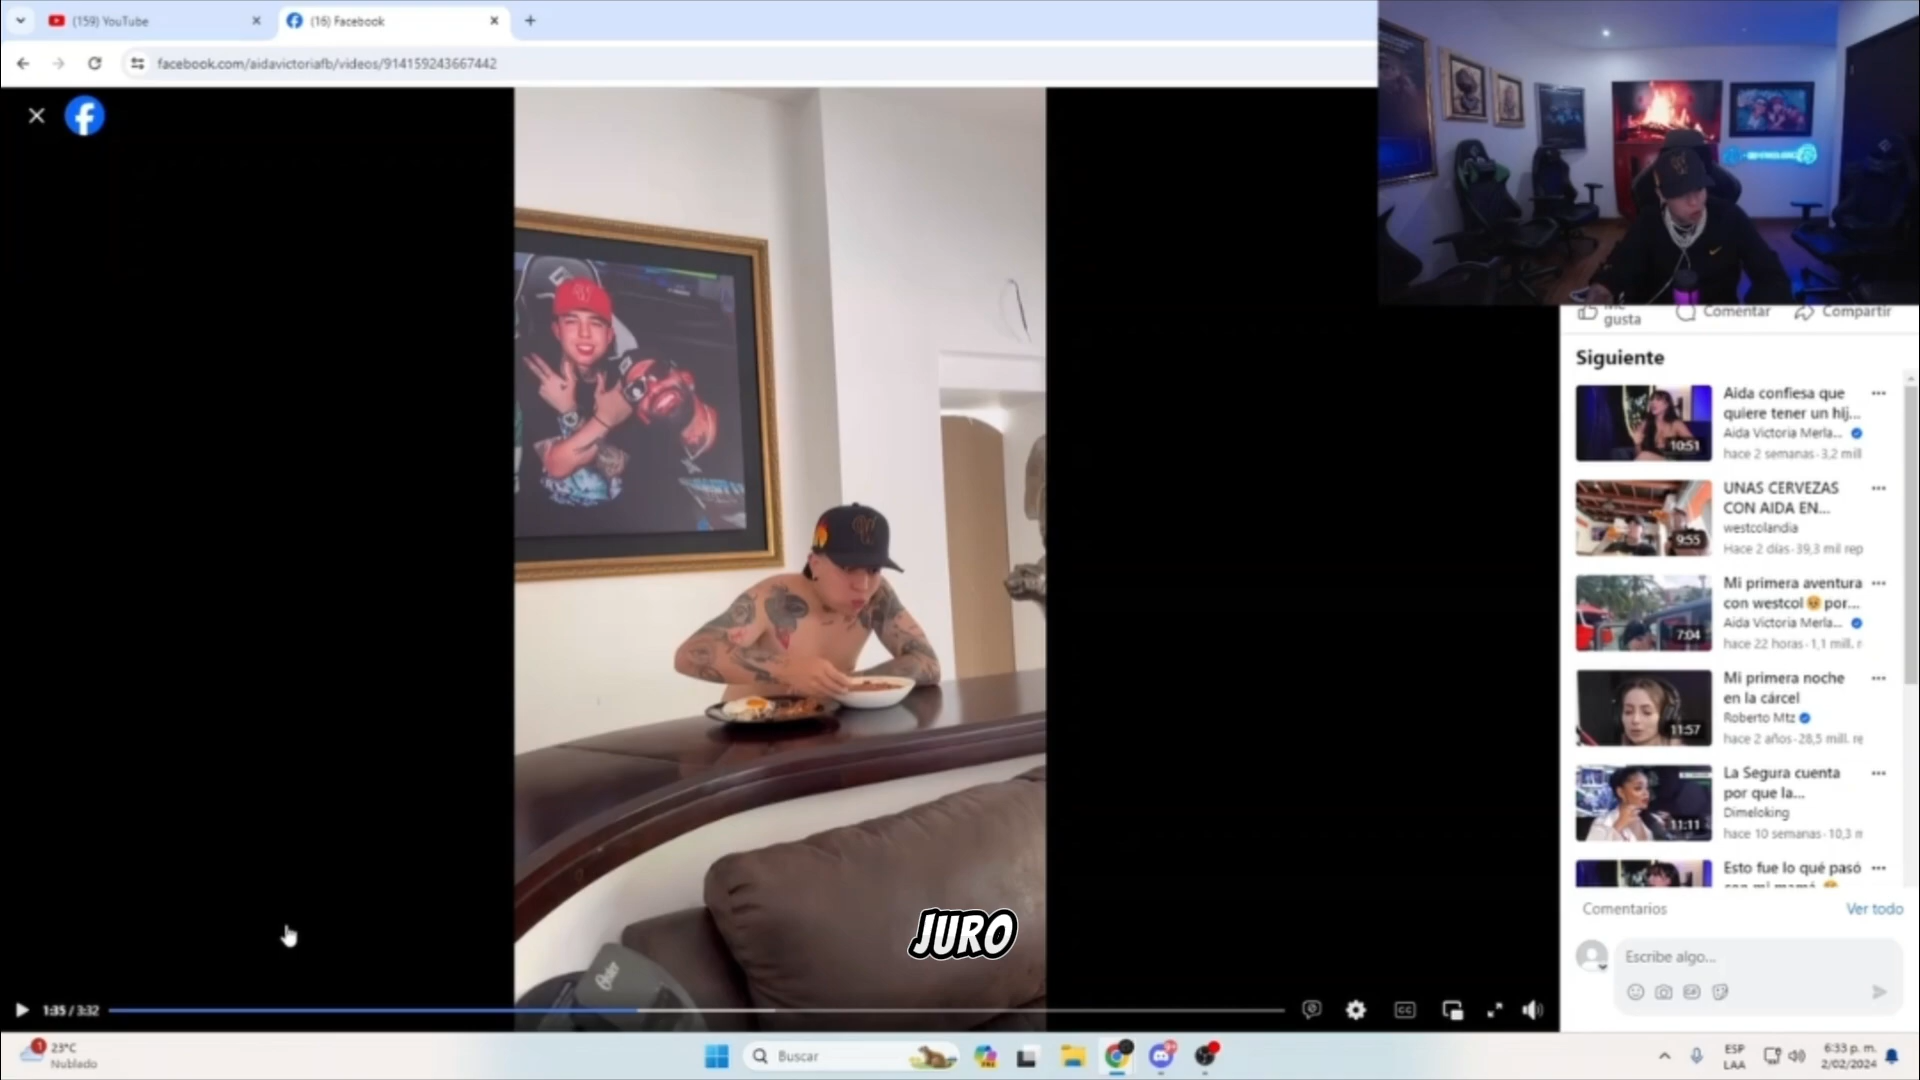 (159) YouTube
(16) Facebook
facebook.com/aidavictoriafb/videos/914159243667442
gusta
Comentar
Compartir
Siguiente
Aida confiesa que
quiere tener un hij...
Aida Victoria Merla...
hace 2 semanas · 3,2 mill
10:51
UNAS CERVEZAS
CON AIDA EN...
westcolandia
Hace 2 días · 39,3 mil rep
9:55
Mi primera aventura
con westcol 🥺 por...
Aida Victoria Merla...
hace 22 horas · 1,1 mill. r
7:04
Mi primera noche
en la cárcel
Roberto Mtz
hace 2 años · 28,5 mill. re
11:57
La Segura cuenta
por que la...
Dimeloking
hace 10 semanas · 10,3 m
11:11
Esto fue lo qué pasó
Comentarios
Ver todo
Escribe algo...
JURO
Oster
1:35 / 3:32
1
23°C
Nublado
Buscar
ESP
LAA
6:33 p. m.
2/02/2024